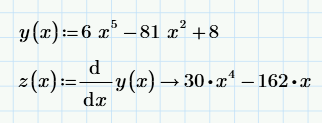 y(x):=6 x^5 −81 x^2 +8
z(x):= d/dx y(x) → 30•x^4 −162•x